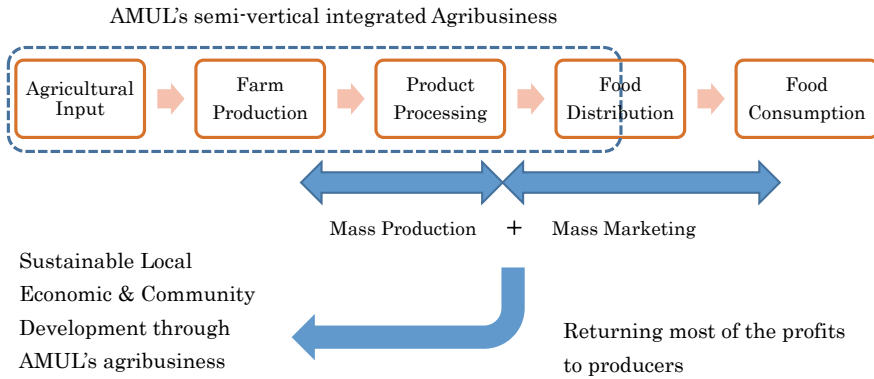 AMUL's semi-vertical integrated Agribusiness
Agricultural
Input
Farm
Production
Product
Processing
Food
Distribution
Food
Consumption
Mass Production + Mass Marketing
Sustainable Local
Economic & Community
Development through
AMUL's agribusiness
Returning most of the profits
to producers